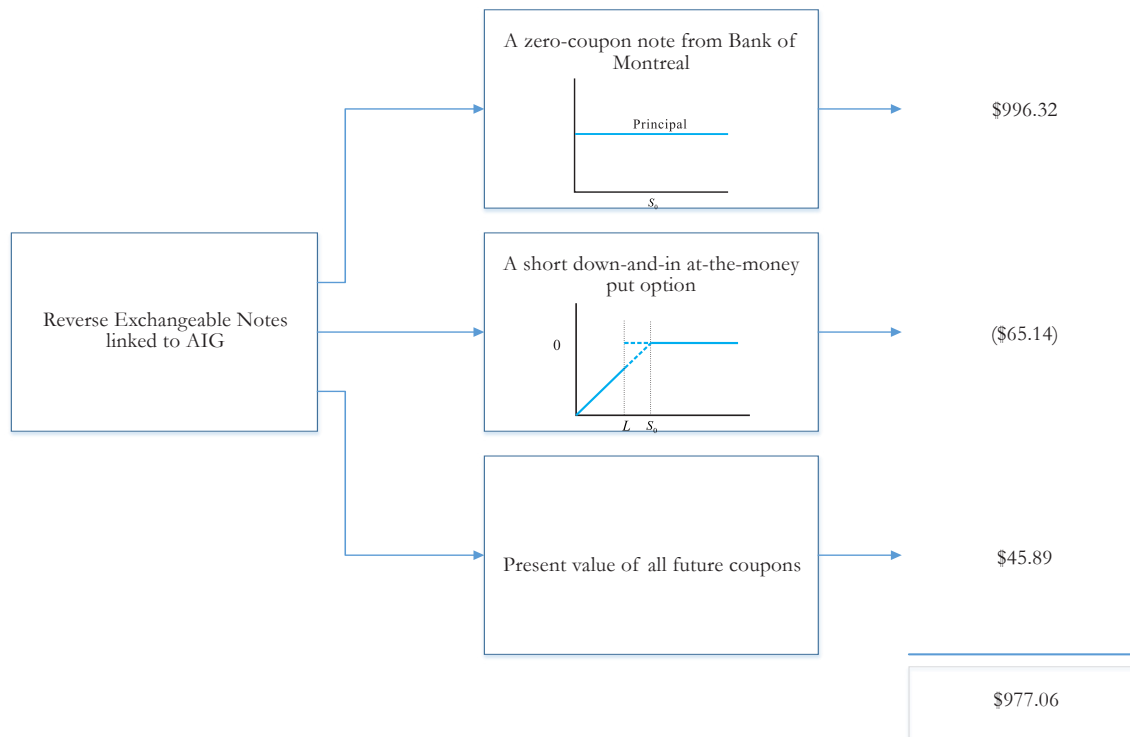 A zero-coupon note from Bank of
Montreal
Principal
S₀
$996.32
Reverse Exchangeable Notes
linked to AIG
A short down-and-in at-the-money
put option
0
L S₀
($65.14)
Present value of all future coupons
$45.89
$977.06